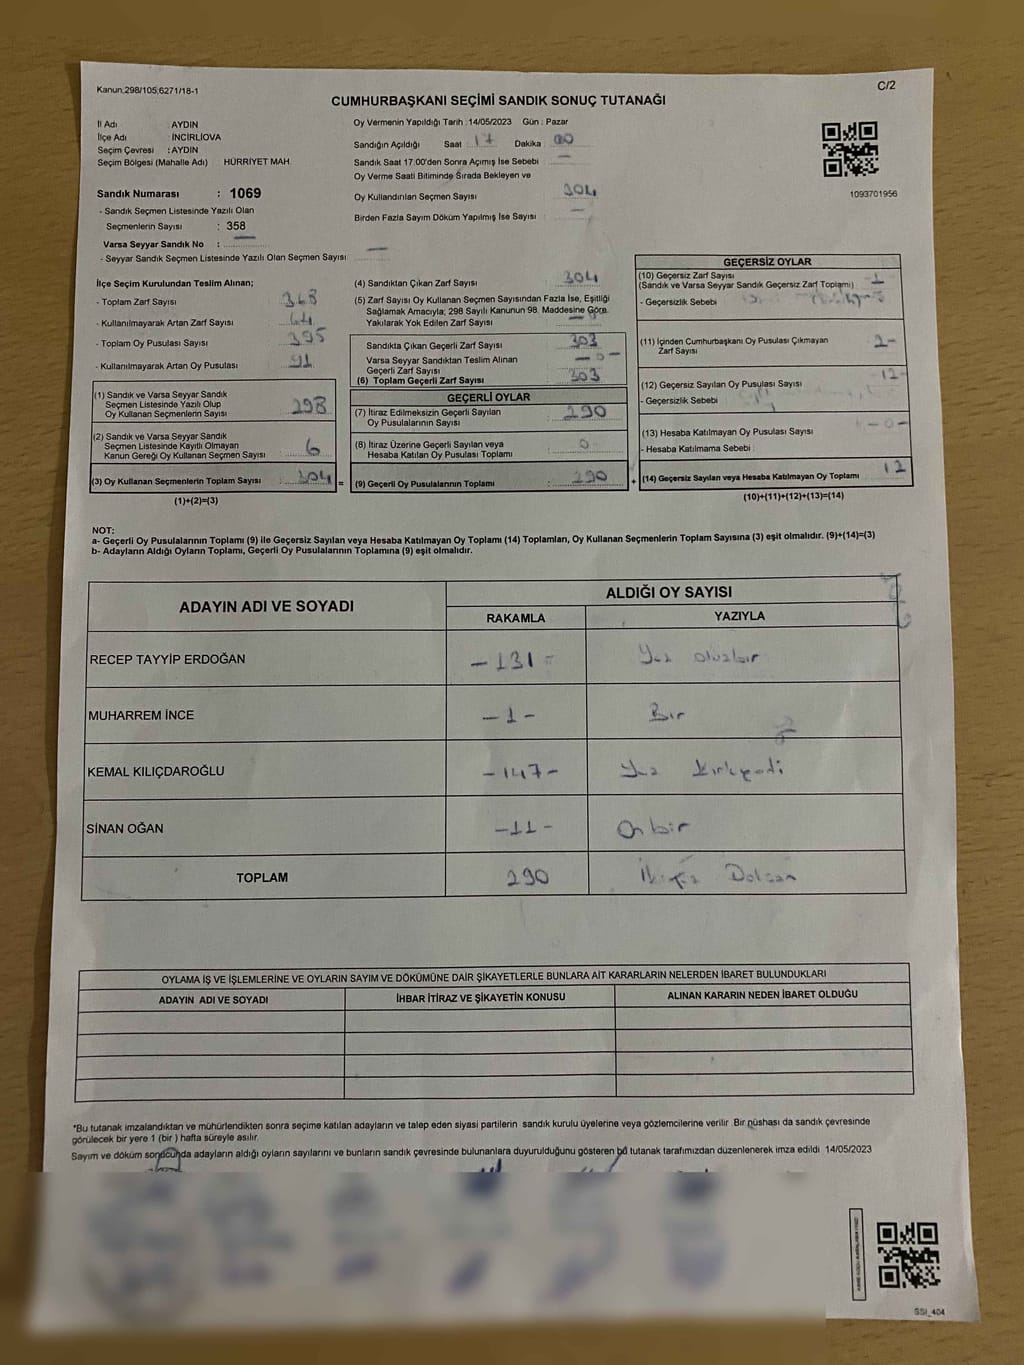 Kanun.298/105.6271/18-1
C/2
CUMHURBAŞKANI SEÇİMİ SANDIK SONUÇ TUTANAĞI
İl Adı : AYDIN
İlçe Adı : İNCİRLİOVA
Seçim Çevresi : AYDIN
Seçim Bölgesi (Mahalle Adı) HÜRRİYET MAH.
Sandık Numarası : 1069
- Sandık Seçmen Listesinde Yazılı Olan
Seçmenlerin Sayısı : 358
Varsa Seyyar Sandık No : —
- Seyyar Sandık Seçmen Listesinde Yazılı Olan Seçmen Sayısı —
Oy Vermenin Yapıldığı Tarih : 14/05/2023 Gün : Pazar
Sandığın Açıldığı Saat : 17 Dakika : 00
Sandık Saat 17:00'den Sonra Açımış İse Sebebi —
Oy Verme Saati Bitiminde Sırada Bekleyen ve
Oy Kullandırılan Seçmen Sayısı 304
Birden Fazla Sayım Döküm Yapılmış İse Sayısı —
1093701956
İlçe Seçim Kurulundan Teslim Alınan;
- Toplam Zarf Sayısı 368
- Kullanılmayarak Artan Zarf Sayısı 64
- Toplam Oy Pusulası Sayısı 395
- Kullanılmayarak Artan Oy Pusulası 91
(1) Sandık ve Varsa Seyyar Sandık
Seçmen Listesinde Yazılı Olup
Oy Kullanan Seçmenlerin Sayısı 298
(2) Sandık ve Varsa Seyyar Sandık
Seçmen Listesinde Kayıtlı Olmayan
Kanun Gereği Oy Kullanan Seçmen Sayısı 6
(3) Oy Kullanan Seçmenlerin Toplam Sayısı 304 =
(1)+(2)=(3)
(4) Sandıktan Çıkan Zarf Sayısı 304
(5) Zarf Sayısı Oy Kullanan Seçmen Sayısından Fazla İse, Eşitliği
Sağlamak Amacıyla; 298 Sayılı Kanunun 98. Maddesine Göre
Yakılarak Yok Edilen Zarf Sayısı
Sandıkta Çıkan Geçerli Zarf Sayısı 303
Varsa Seyyar Sandıktan Teslim Alınan
Geçerli Zarf Sayısı — 0 —
(6) Toplam Geçerli Zarf Sayısı 303
GEÇERLİ OYLAR
(7) İtiraz Edilmeksizin Geçerli Sayılan
Oy Pusulalarının Sayısı 290
(8) İtiraz Üzerine Geçerli Sayılan veya
Hesaba Katılan Oy Pusulası Toplamı 0
(9) Geçerli Oy Pusulalarının Toplamı 290 +
GEÇERSİZ OYLAR
(10) Geçersiz Zarf Sayısı
(Sandık ve Varsa Seyyar Sandık Geçersiz Zarf Toplamı) -1
- Geçersizlik Sebebi
(11) İçinden Cumhurbaşkanı Oy Pusulası Çıkmayan
Zarf Sayısı 2-
(12) Geçersiz Sayılan Oy Pusulası Sayısı 12-
- Geçersizlik Sebebi
(13) Hesaba Katılmayan Oy Pusulası Sayısı - 0 -
- Hesaba Katılmama Sebebi
(14) Geçersiz Sayılan veya Hesaba Katılmayan Oy Toplamı 12
(10)+(11)+(12)+(13)=(14)
NOT:
a- Geçerli Oy Pusulalarının Toplamı (9) ile Geçersiz Sayılan veya Hesaba Katılmayan Oy Toplamı (14) Toplamları, Oy Kullanan Seçmenlerin Toplam Sayısına (3) eşit olmalıdır. (9)+(14)=(3)
b- Adayların Aldığı Oyların Toplamı, Geçerli Oy Pusulalarının Toplamına (9) eşit olmalıdır.
ADAYIN ADI VE SOYADI
ALDIĞI OY SAYISI
RAKAMLA YAZIYLA
RECEP TAYYİP ERDOĞAN - 131 - Yüz otuzbir
MUHARREM İNCE - 1 - Bir
KEMAL KILIÇDAROĞLU - 147 - Yüz Kırkyedi
SİNAN OĞAN - 11 - On bir
TOPLAM 290 İkiyüz Doksan
OYLAMA İŞ VE İŞLEMLERİNE VE OYLARIN SAYIM VE DÖKÜMÜNE DAİR ŞİKAYETLERLE BUNLARA AİT KARARLARIN NELERDEN İBARET BULUNDUKLARI
ADAYIN ADI VE SOYADI İHBAR İTİRAZ VE ŞİKAYETİN KONUSU ALINAN KARARIN NEDEN İBARET OLDUĞU
*Bu tutanak imzalandıktan ve mühürlendikten sonra seçime katılan adayların ve talep eden siyasi partilerin sandık kurulu üyelerine veya gözlemcilerine verilir. Bir nüshası da sandık çevresinde
görülecek bir yere 1 (bir ) hafta süreyle asılır.
Sayım ve döküm sonucunda adayların aldığı oyların sayılarını ve bunların sandık çevresinde bulunanlara duyurulduğunu gösteren bu tutanak tarafımızdan düzenlenerek imza edildi 14/05/2023
SSI_404